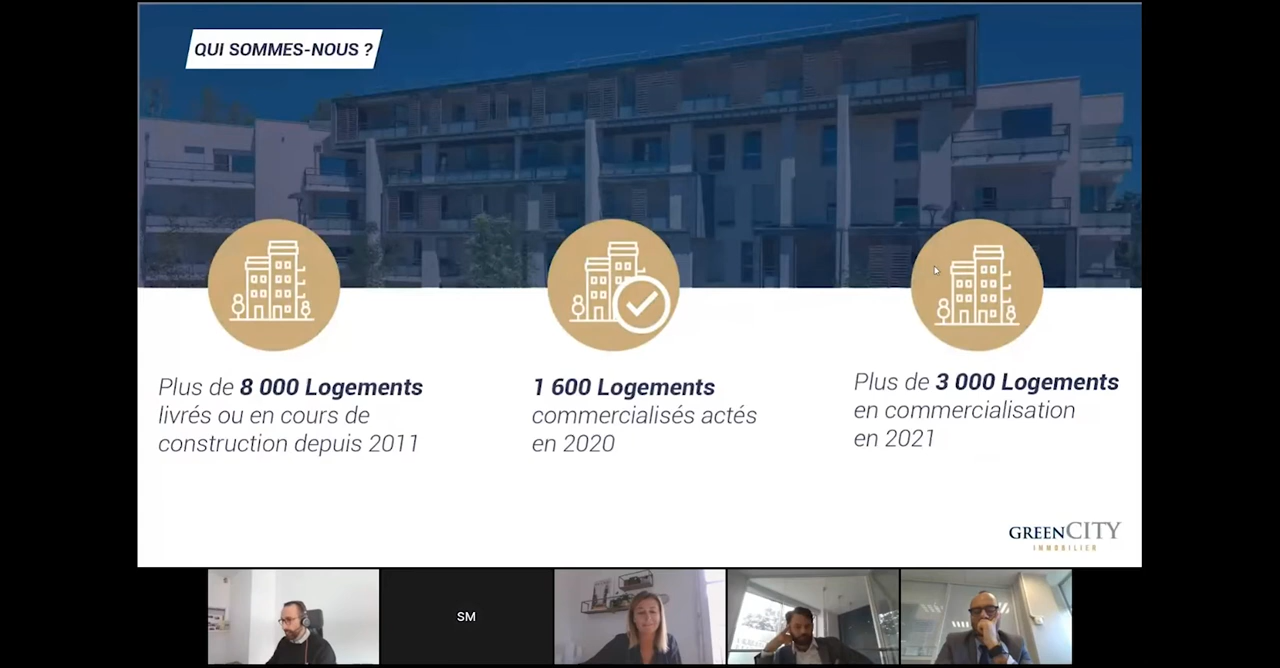 QUI SOMMES-NOUS ?
Plus de 8 000 Logements
livrés ou en cours de
construction depuis 2011
1 600 Logements
commercialisés actés
en 2020
Plus de 3 000 Logements
en commercialisation
en 2021
GREENCITY
IMMOBILIER
SM